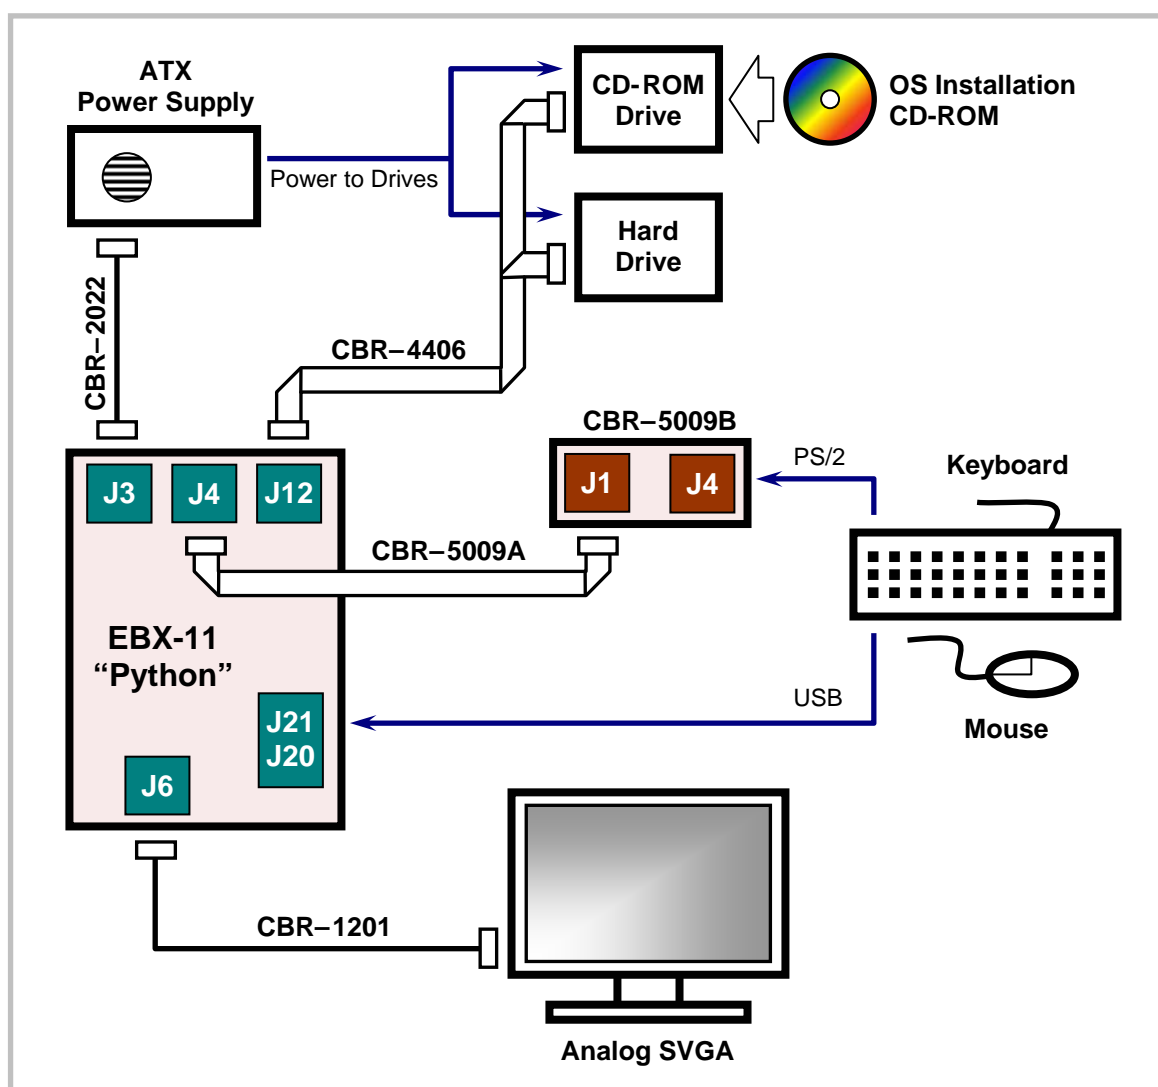 ATX
Power Supply
CD-ROM
Drive
OS Installation
CD-ROM
Power to Drives
Hard
Drive
CBR–2022
CBR–4406
CBR–5009B
J3
J4
J12
J1
J4
PS/2
Keyboard
CBR–5009A
EBX-11
“Python”
USB
Mouse
J21
J20
J6
CBR–1201
Analog SVGA